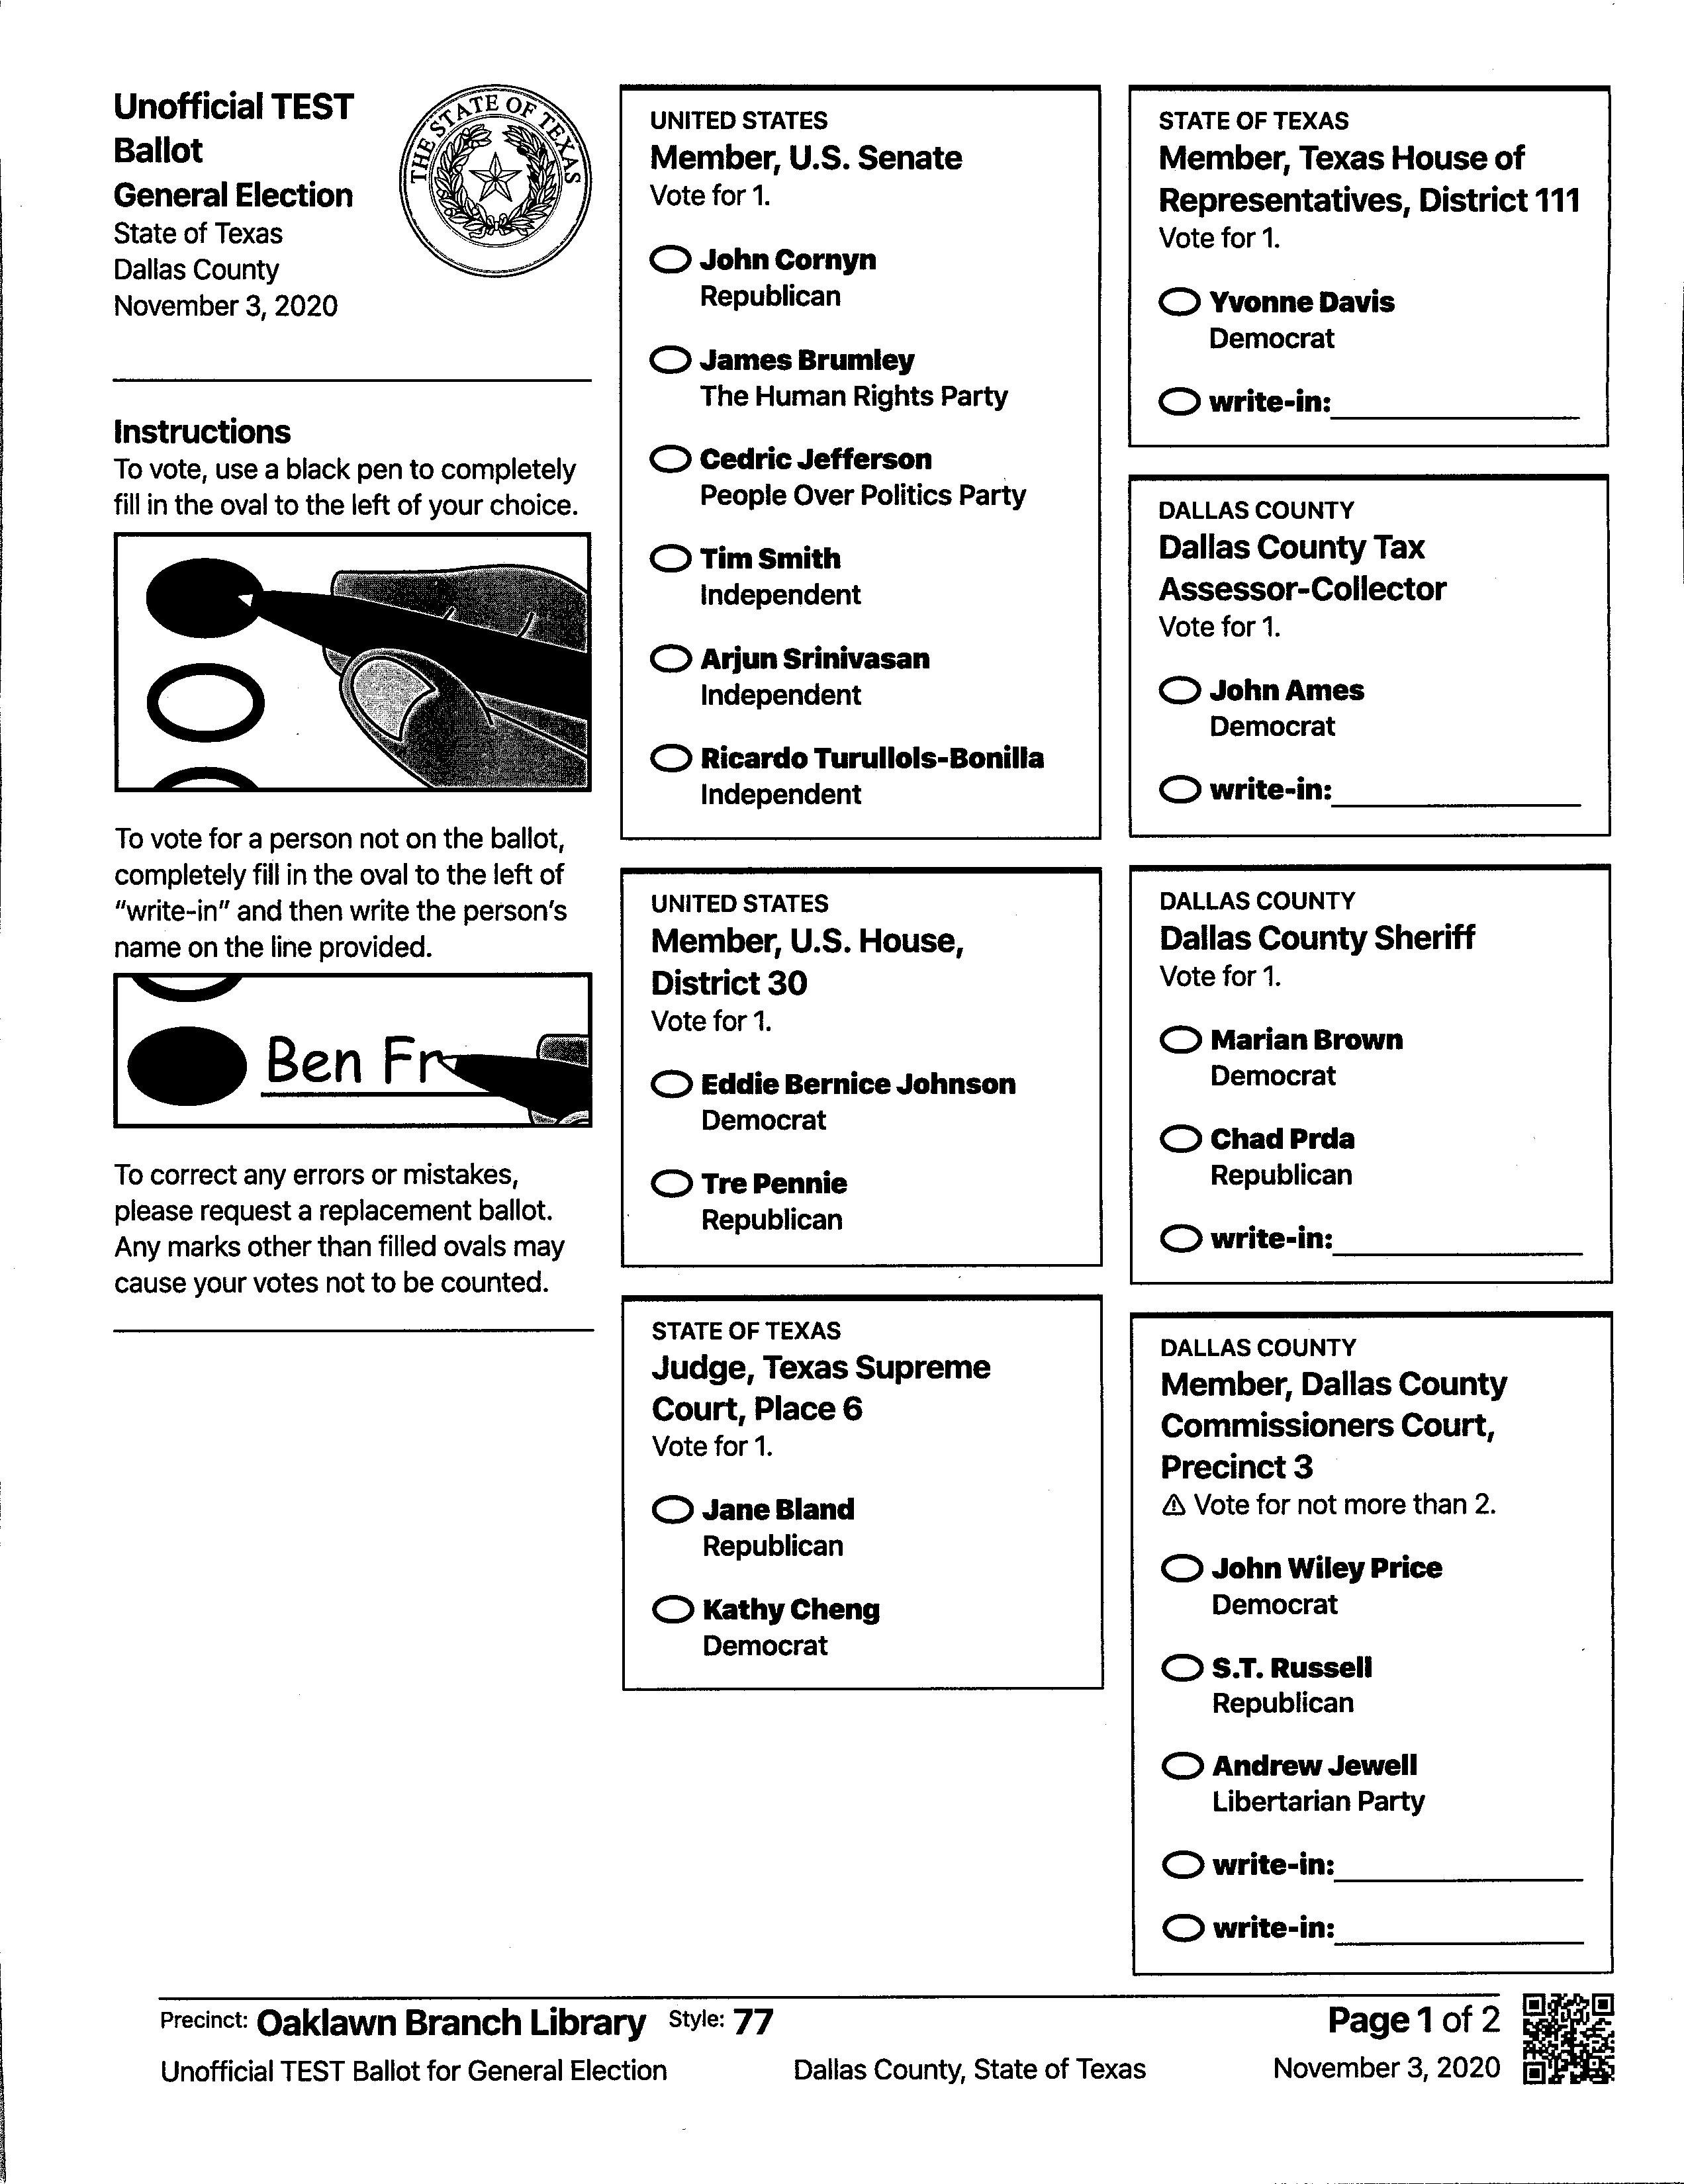 Unofficial TEST
Ballot
General Election
State of Texas
Dallas County
November 3, 2020
THE STATE OF TEXAS
Instructions
To vote, use a black pen to completely
fill in the oval to the left of your choice.
To vote for a person not on the ballot,
completely fill in the oval to the left of
"write-in" and then write the person's
name on the line provided.
Ben Fr
To correct any errors or mistakes,
please request a replacement ballot.
Any marks other than filled ovals may
cause your votes not to be counted.
UNITED STATES
Member, U.S. Senate
Vote for 1.
John Cornyn
Republican
James Brumley
The Human Rights Party
Cedric Jefferson
People Over Politics Party
Tim Smith
Independent
Arjun Srinivasan
Independent
Ricardo Turullols-Bonilla
Independent
UNITED STATES
Member, U.S. House,
District 30
Vote for 1.
Eddie Bernice Johnson
Democrat
Tre Pennie
Republican
STATE OF TEXAS
Judge, Texas Supreme
Court, Place 6
Vote for 1.
Jane Bland
Republican
Kathy Cheng
Democrat
STATE OF TEXAS
Member, Texas House of
Representatives, District 111
Vote for 1.
Yvonne Davis
Democrat
write-in:
DALLAS COUNTY
Dallas County Tax
Assessor-Collector
Vote for 1.
John Ames
Democrat
write-in:
DALLAS COUNTY
Dallas County Sheriff
Vote for 1.
Marian Brown
Democrat
Chad Prda
Republican
write-in:
DALLAS COUNTY
Member, Dallas County
Commissioners Court,
Precinct 3
⚠ Vote for not more than 2.
John Wiley Price
Democrat
S.T. Russell
Republican
Andrew Jewell
Libertarian Party
write-in:
write-in:
Precinct: Oaklawn Branch Library Style: 77 Page 1 of 2
Unofficial TEST Ballot for General Election Dallas County, State of Texas November 3, 2020